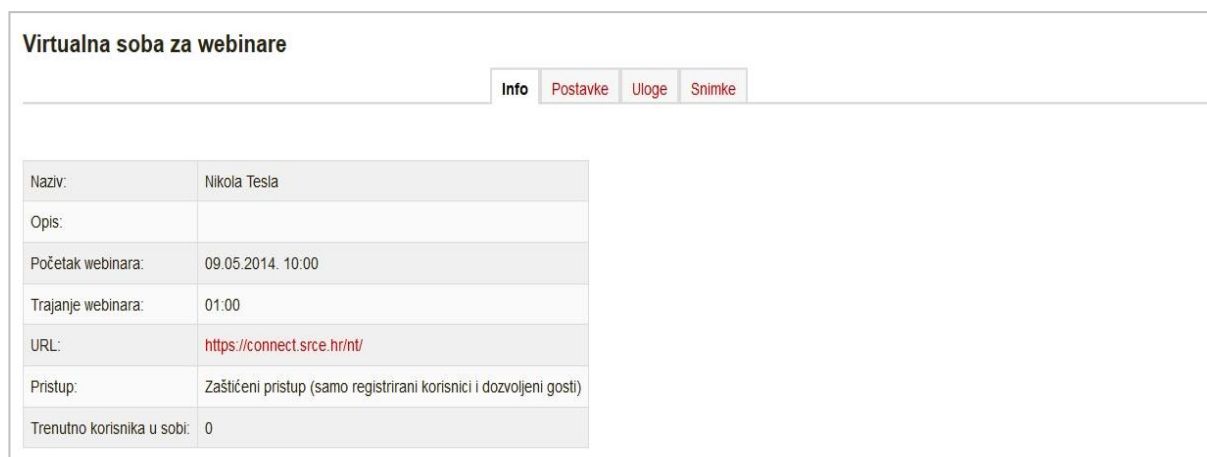 Virtualna soba za webinare
Info Postavke Uloge Snimke
Naziv: Nikola Tesla
Opis:
Početak webinara: 09.05.2014. 10:00
Trajanje webinara: 01:00
URL: https://connect.srce.hr/nt/
Pristup: Zaštićeni pristup (samo registrirani korisnici i dozvoljeni gosti)
Trenutno korisnika u sobi: 0